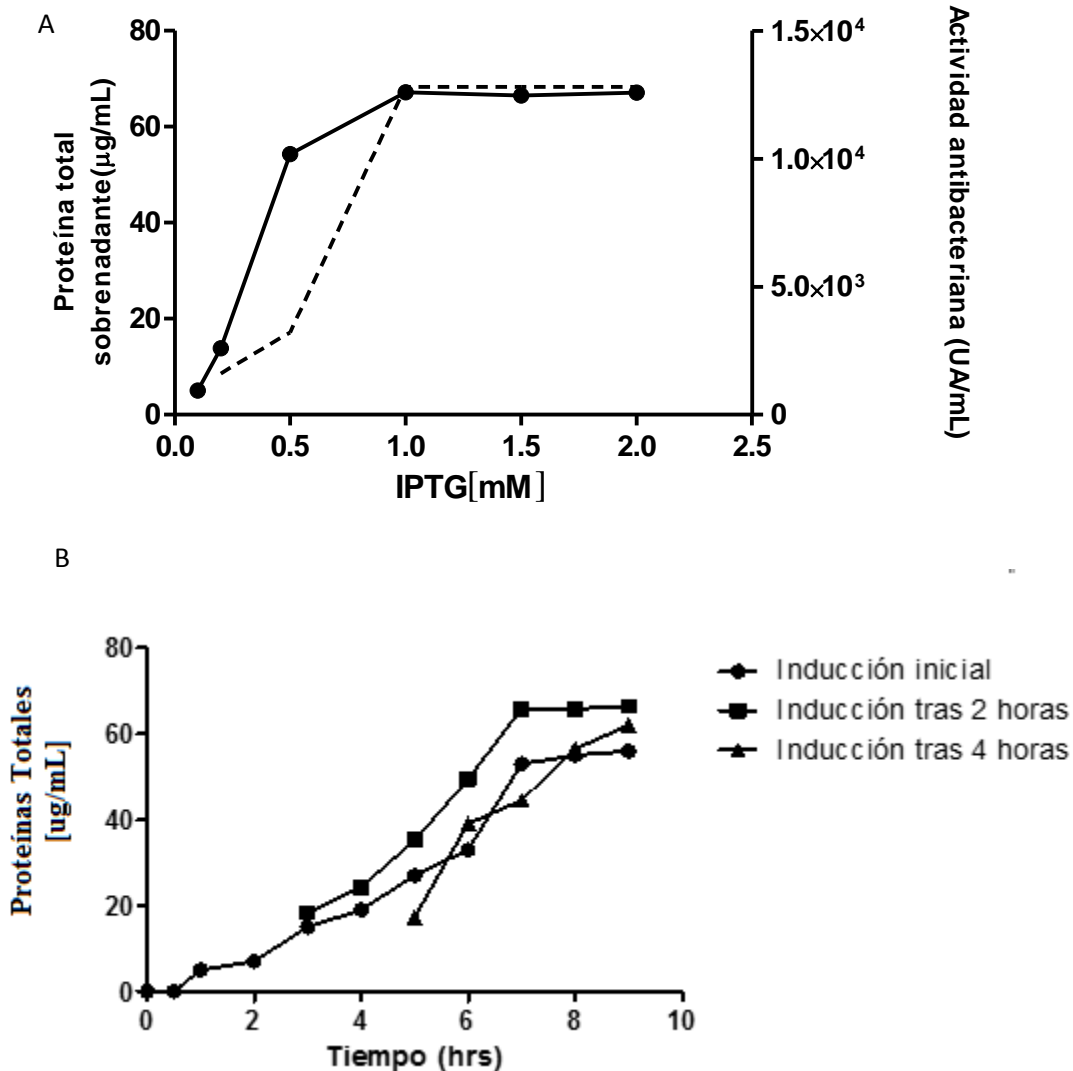 A
80
60
40
20
0
Proteína total
sobrenadante(µg/mL)
1.5×10⁴
1.0×10⁴
5.0×10³
0
Actividad antibacteriana (UA/mL)
0.0 0.5 1.0 1.5 2.0 2.5
IPTG[mM]
B
80
60
40
20
0
Proteínas Totales
[ug/mL]
0 2 4 6 8 10
Tiempo (hrs)
Inducción inicial
Inducción tras 2 horas
Inducción tras 4 horas